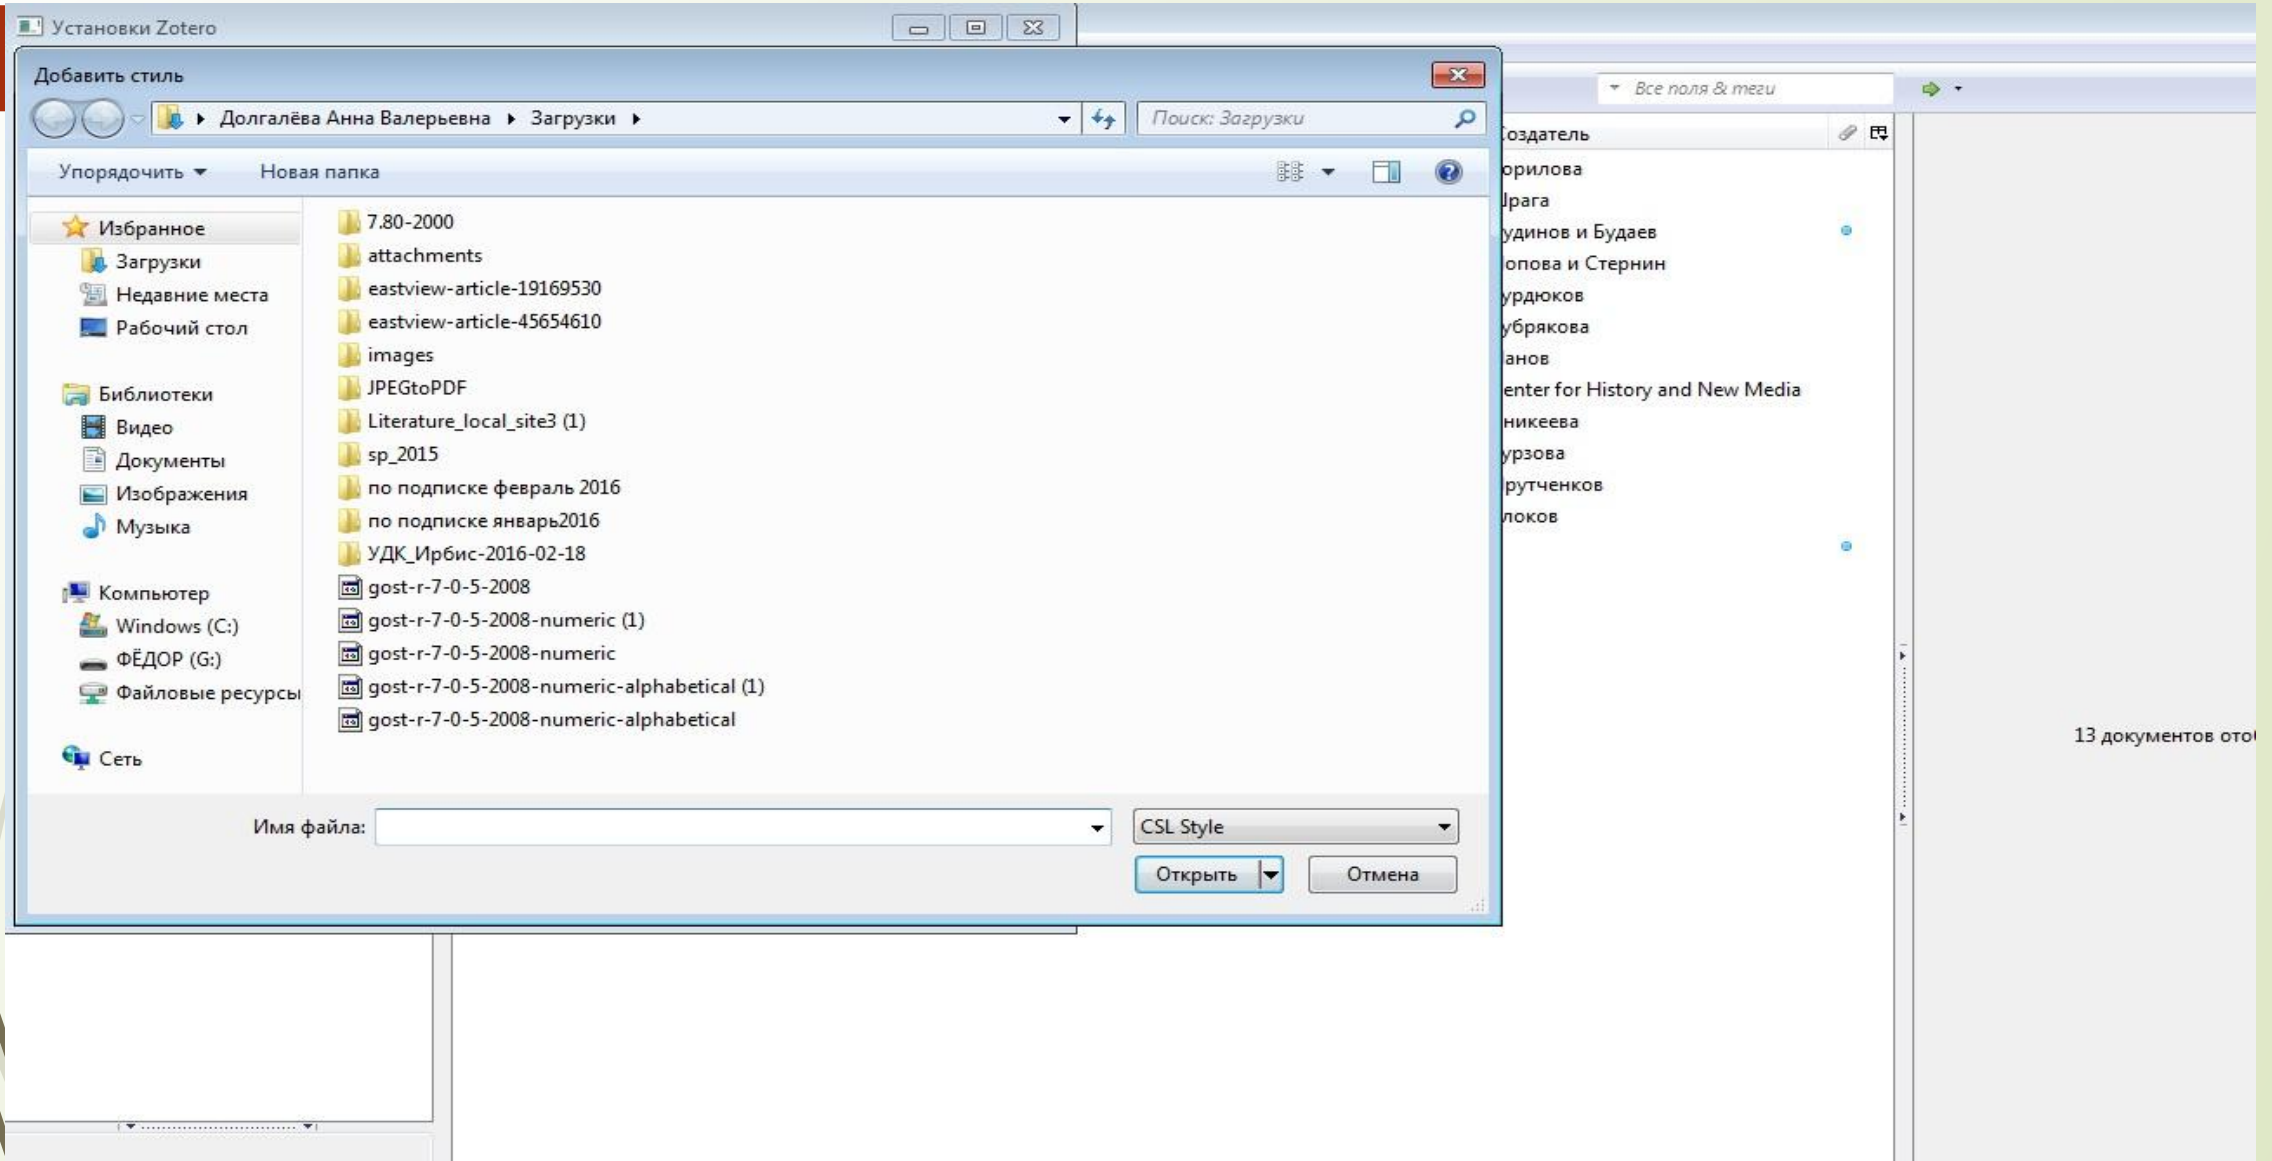 Установки Zotero
Добавить стиль
Долгалёва Анна Валерьевна Загрузки
Поиск: Загрузки
Все поля & теги
Упорядочить
Новая папка
Избранное
Загрузки
Недавние места
Рабочий стол
Библиотеки
Видео
Документы
Изображения
Музыка
Компьютер
Windows (C:)
ФЁДОР (G:)
Файловые ресурсы
Сеть
7.80-2000
attachments
eastview-article-19169530
eastview-article-45654610
images
JPEGtoPDF
Literature_local_site3 (1)
sp_2015
по подписке февраль 2016
по подписке январь2016
УДК_Ирбис-2016-02-18
gost-r-7-0-5-2008
gost-r-7-0-5-2008-numeric (1)
gost-r-7-0-5-2008-numeric
gost-r-7-0-5-2008-numeric-alphabetical (1)
gost-r-7-0-5-2008-numeric-alphabetical
Имя файла:
CSL Style
Открыть
Отмена
оздатель
орилова
рага
удинов и Будаев
опова и Стернин
урдюков
убрякова
анов
enter for History and New Media
никеева
урзова
рутченков
локов
13 документов ото